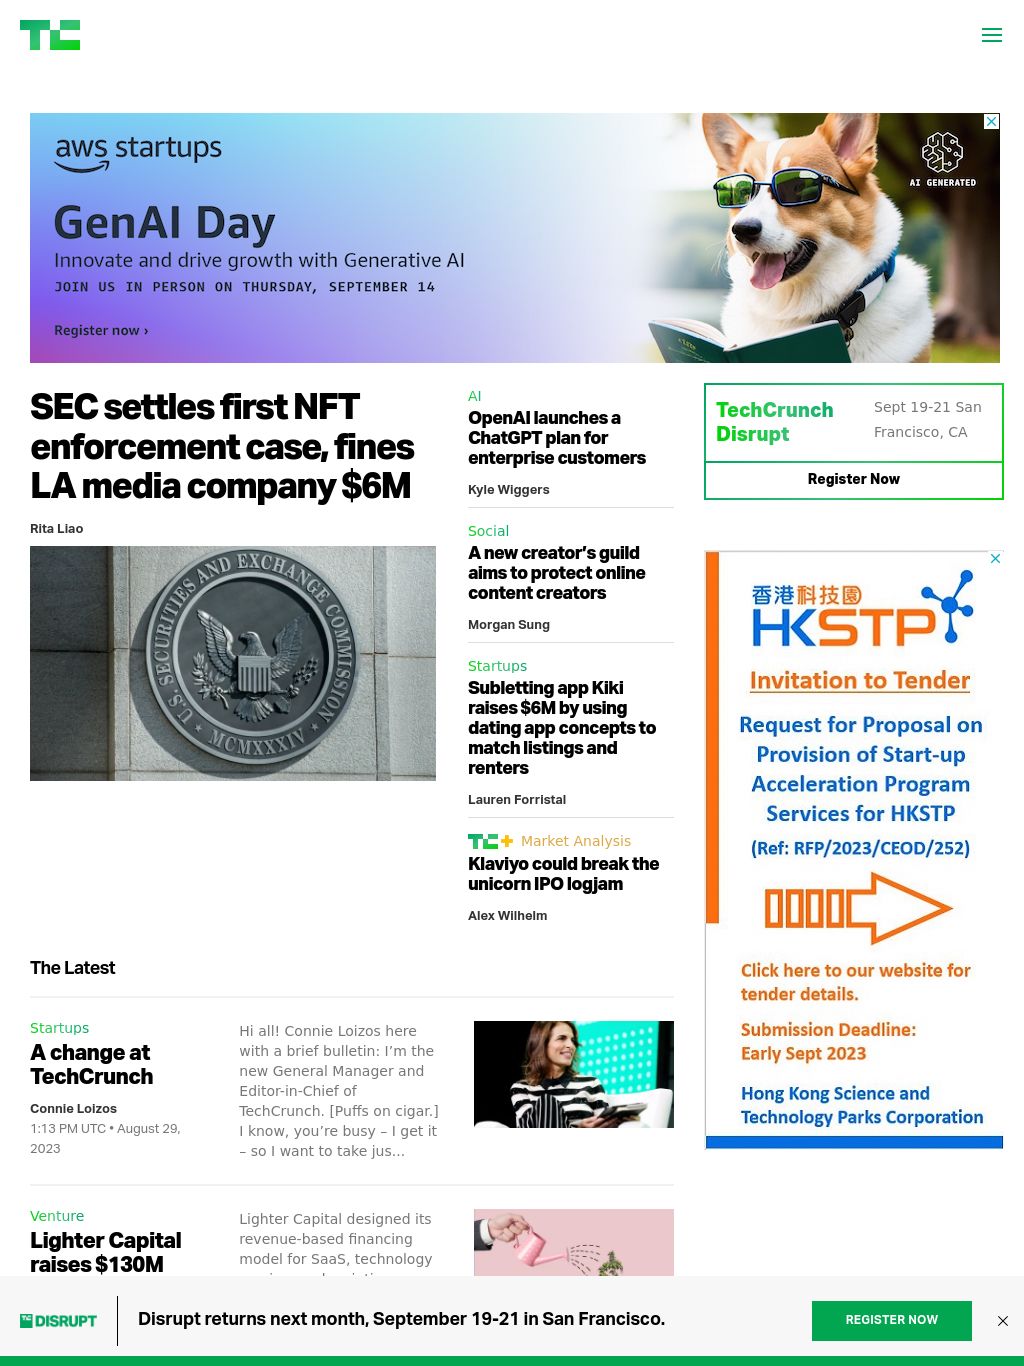 TC
aws startups
GenAI Day
Innovate and drive growth with Generative AI
JOIN US IN PERSON ON THURSDAY, SEPTEMBER 14
Register now ›
AI GENERATED
SEC settles first NFT
enforcement case, fines
LA media company $6M
Rita Liao
U.S. SECURITIES AND EXCHANGE COMMISSION
MCMXXXIV
AI
OpenAI launches a
ChatGPT plan for
enterprise customers
Kyle Wiggers
Social
A new creator’s guild
aims to protect online
content creators
Morgan Sung
Startups
Subletting app Kiki
raises $6M by using
dating app concepts to
match listings and
renters
Lauren Forristal
TC+ Market Analysis
Klaviyo could break the
unicorn IPO logjam
Alex Wilhelm
TechCrunch
Disrupt
Sept 19-21 San
Francisco, CA
Register Now
香港科技園
HKSTP
Invitation to Tender
Request for Proposal on
Provision of Start-up
Acceleration Program
Services for HKSTP
(Ref: RFP/2023/CEOD/252)
Click here to our website for
tender details.
Submission Deadline:
Early Sept 2023
Hong Kong Science and
Technology Parks Corporation
The Latest
Startups
A change at
TechCrunch
Connie Loizos
1:13 PM UTC • August 29,
2023
Hi all! Connie Loizos here
with a brief bulletin: I’m the
new General Manager and
Editor-in-Chief of
TechCrunch. [Puffs on cigar.]
I know, you’re busy – I get it
– so I want to take jus...
Venture
Lighter Capital
raises $130M
Lighter Capital designed its
revenue-based financing
model for SaaS, technology
TC DISRUPT
Disrupt returns next month, September 19-21 in San Francisco.
REGISTER NOW